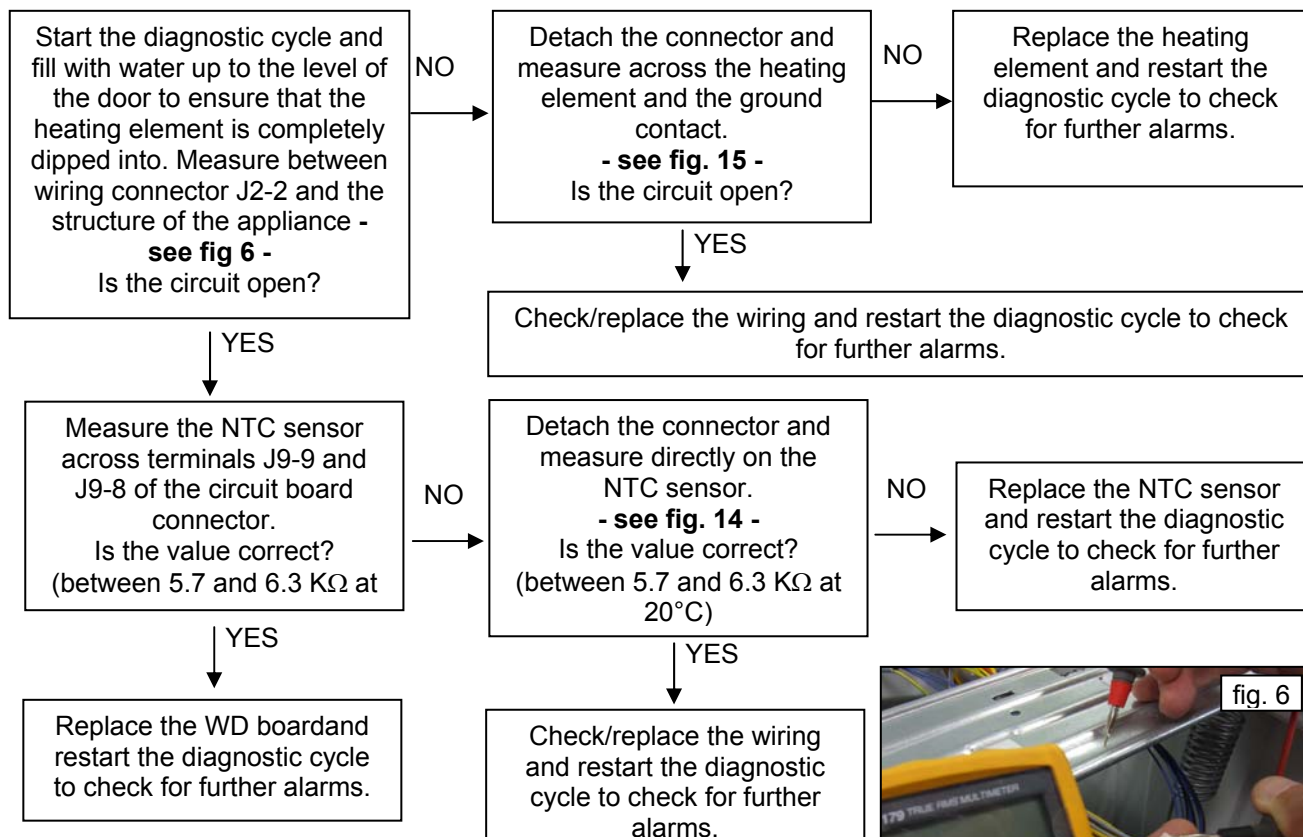 Start the diagnostic cycle and
fill with water up to the level of
the door to ensure that the
heating element is completely
dipped into. Measure between
wiring connector J2-2 and the
structure of the appliance -
see fig 6 -
Is the circuit open?
NO
Detach the connector and
measure across the heating
element and the ground
contact.
- see fig. 15 -
Is the circuit open?
NO
Replace the heating
element and restart the
diagnostic cycle to check
for further alarms.
YES
Check/replace the wiring and restart the diagnostic cycle to check
for further alarms.
YES
Measure the NTC sensor
across terminals J9-9 and
J9-8 of the circuit board
connector.
Is the value correct?
(between 5.7 and 6.3 KΩ at
NO
Detach the connector and
measure directly on the
NTC sensor.
- see fig. 14 -
Is the value correct?
(between 5.7 and 6.3 KΩ at
20°C)
NO
Replace the NTC sensor
and restart the diagnostic
cycle to check for further
alarms.
YES
Replace the WD boardand
restart the diagnostic cycle
to check for further alarms.
YES
Check/replace the wiring
and restart the diagnostic
cycle to check for further
alarms.
fig. 6
179 TRUE RMS MULTIMETER